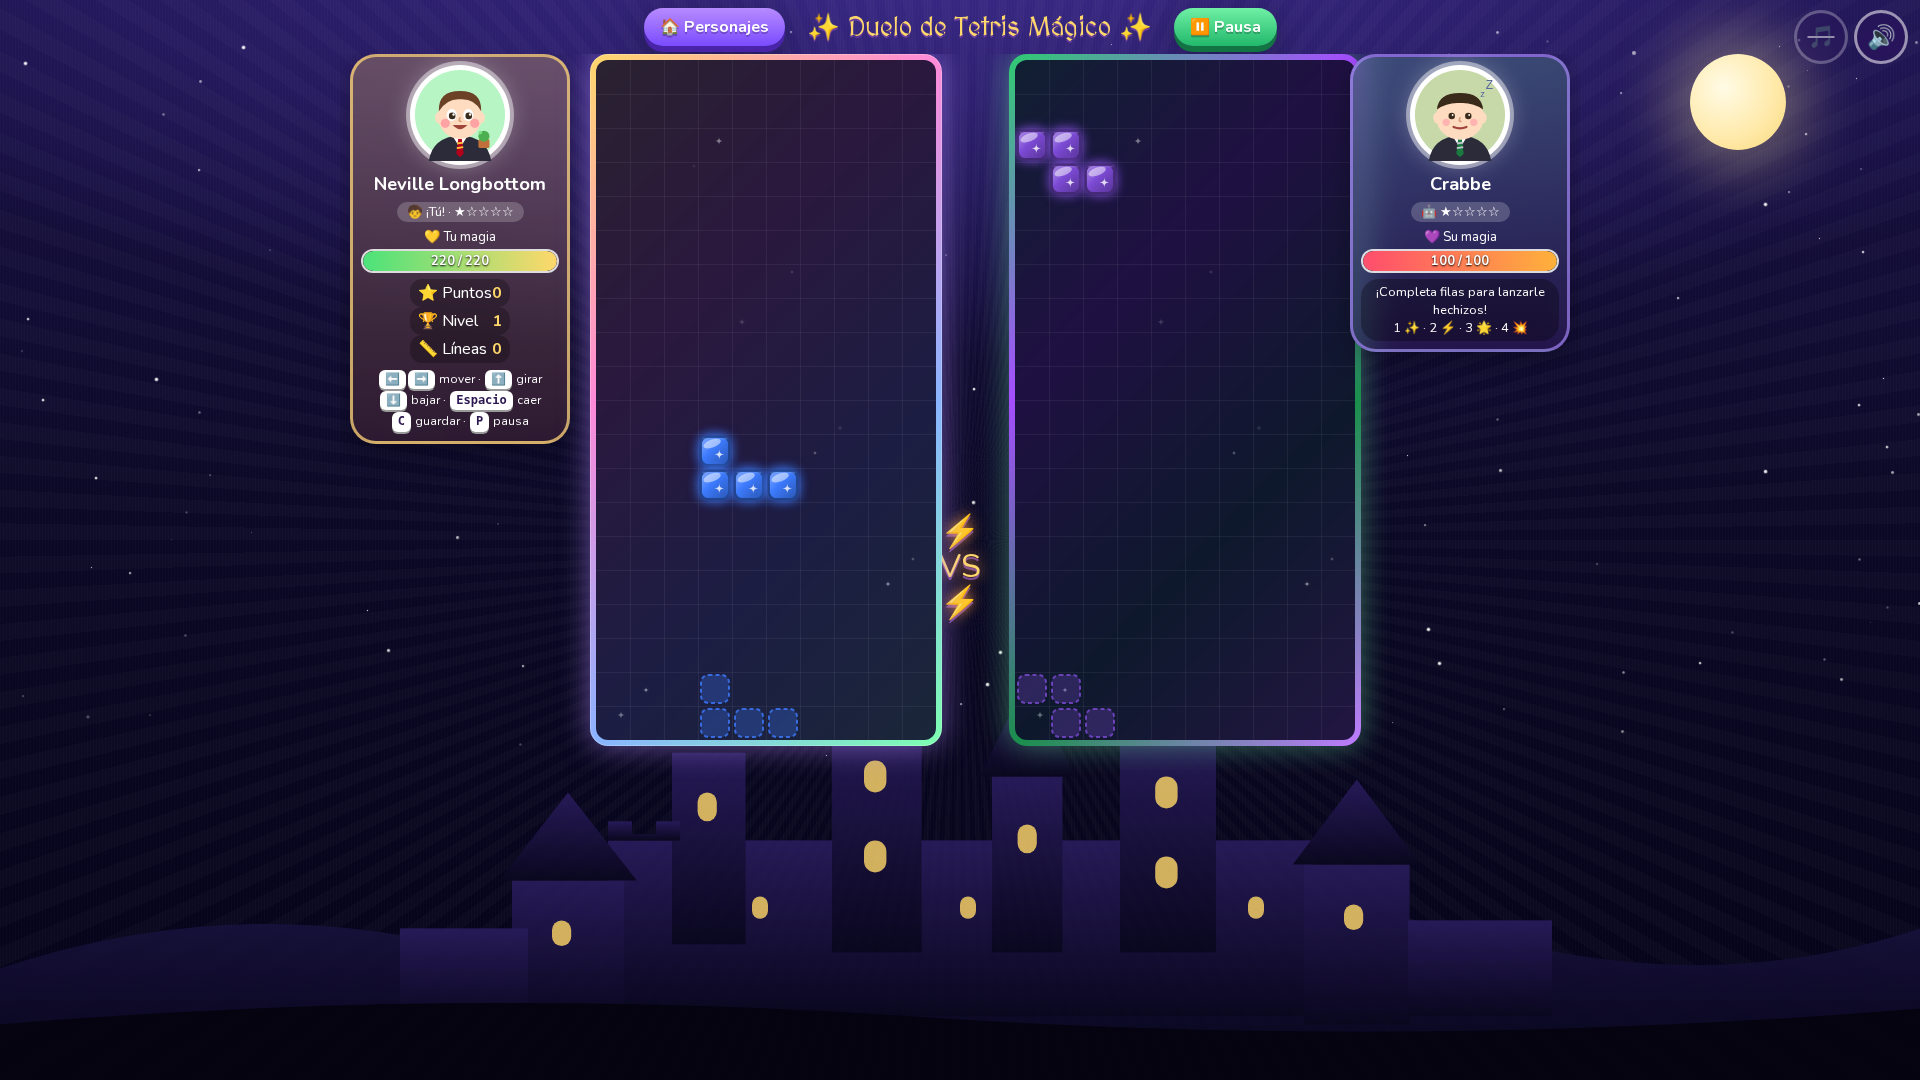 🏠 Personajes
✨ Duelo de Tetris Mágico ✨
⏸️ Pausa
Neville Longbottom
🧒 ¡Tú! · ★☆☆☆☆
💛 Tu magia
220 / 220
⭐ Puntos 0
🏆 Nivel 1
📏 Líneas 0
⬅️ ➡️ mover · ⬆️ girar
⬇️ bajar · Espacio caer
C guardar · P pausa
⚡
VS
⚡
z Z
Crabbe
🤖 ★☆☆☆☆
💜 Su magia
100 / 100
¡Completa filas para lanzarle
hechizos!
1 ✨ · 2 ⚡ · 3 🌟 · 4 💥